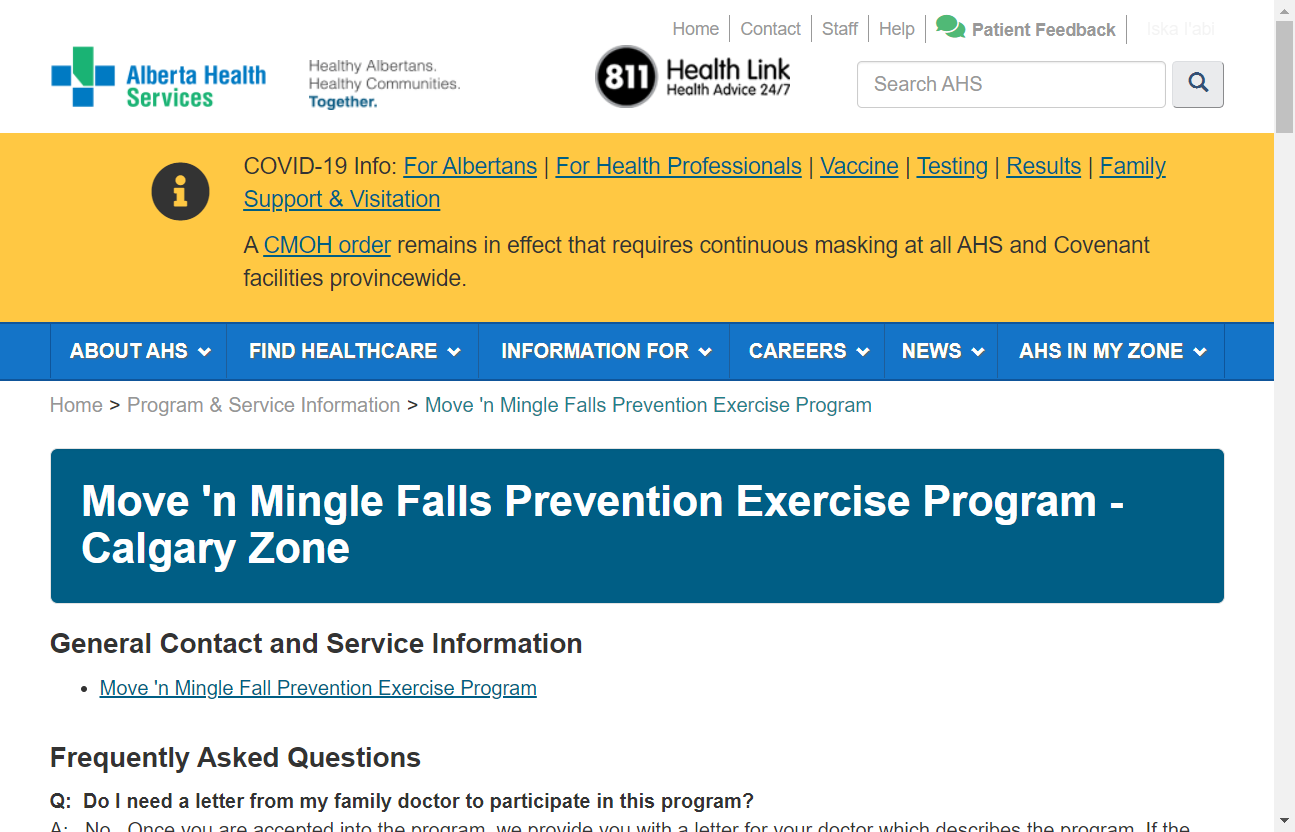 Home Contact Staff Help Patient Feedback Iska I'abi
Alberta Health
Services
Healthy Albertans.
Healthy Communities.
Together.
811 Health Link
Health Advice 24/7
Search AHS
COVID-19 Info: For Albertans | For Health Professionals | Vaccine | Testing | Results | Family
Support & Visitation
A CMOH order remains in effect that requires continuous masking at all AHS and Covenant
facilities provincewide.
ABOUT AHS FIND HEALTHCARE INFORMATION FOR CAREERS NEWS AHS IN MY ZONE
Home > Program & Service Information > Move 'n Mingle Falls Prevention Exercise Program
Move 'n Mingle Falls Prevention Exercise Program -
Calgary Zone
General Contact and Service Information
• Move 'n Mingle Fall Prevention Exercise Program
Frequently Asked Questions
Q: Do I need a letter from my family doctor to participate in this program?
A: No. Once you are accepted into the program, we provide you with a letter for your doctor which describes the program. If the